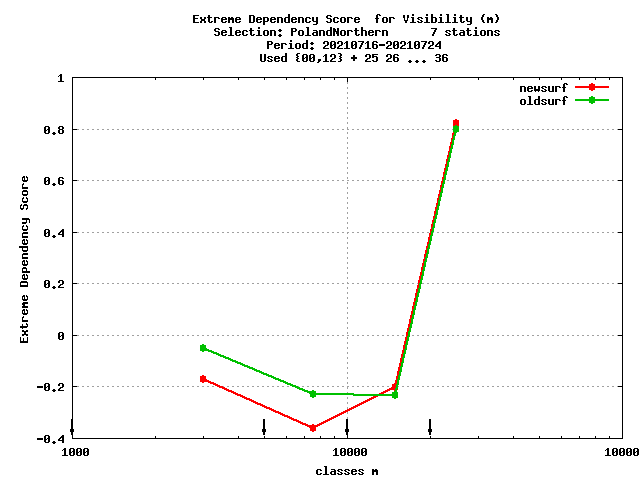 Extreme Dependency Score  for Visibility (m)
Selection: PolandNorthern      7 stations
Period: 20210716-20210724
Used {00,12} + 25 26 ... 36
newsurf
oldsurf
1
0.8
0.6
0.4
0.2
0
-0.2
-0.4
Extreme Dependency Score
1000 10000 10000
classes m